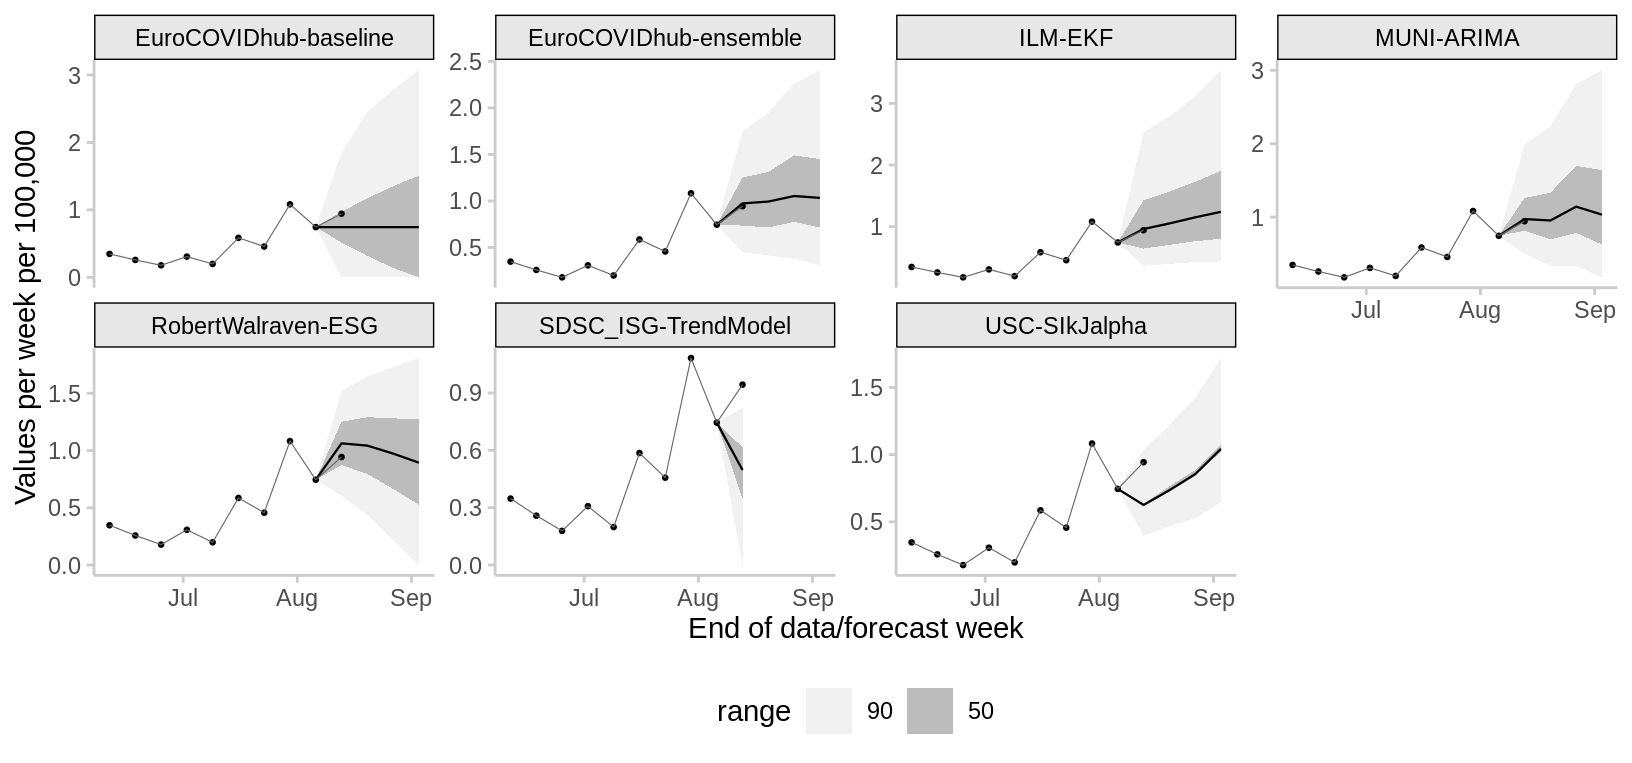 EuroCOVIDhub-baseline
EuroCOVIDhub-ensemble
ILM-EKF
MUNI-ARIMA
Values per week per 100,000
3
2
1
0
2.5
2.0
1.5
1.0
0.5
3
2
1
3
2
1
Jul Aug Sep
RobertWalraven-ESG
SDSC_ISG-TrendModel
USC-SIkJalpha
1.5
1.0
0.5
0.0
0.9
0.6
0.3
0.0
1.5
1.0
0.5
Jul Aug Sep
Jul Aug Sep
Jul Aug Sep
End of data/forecast week
range 90 50